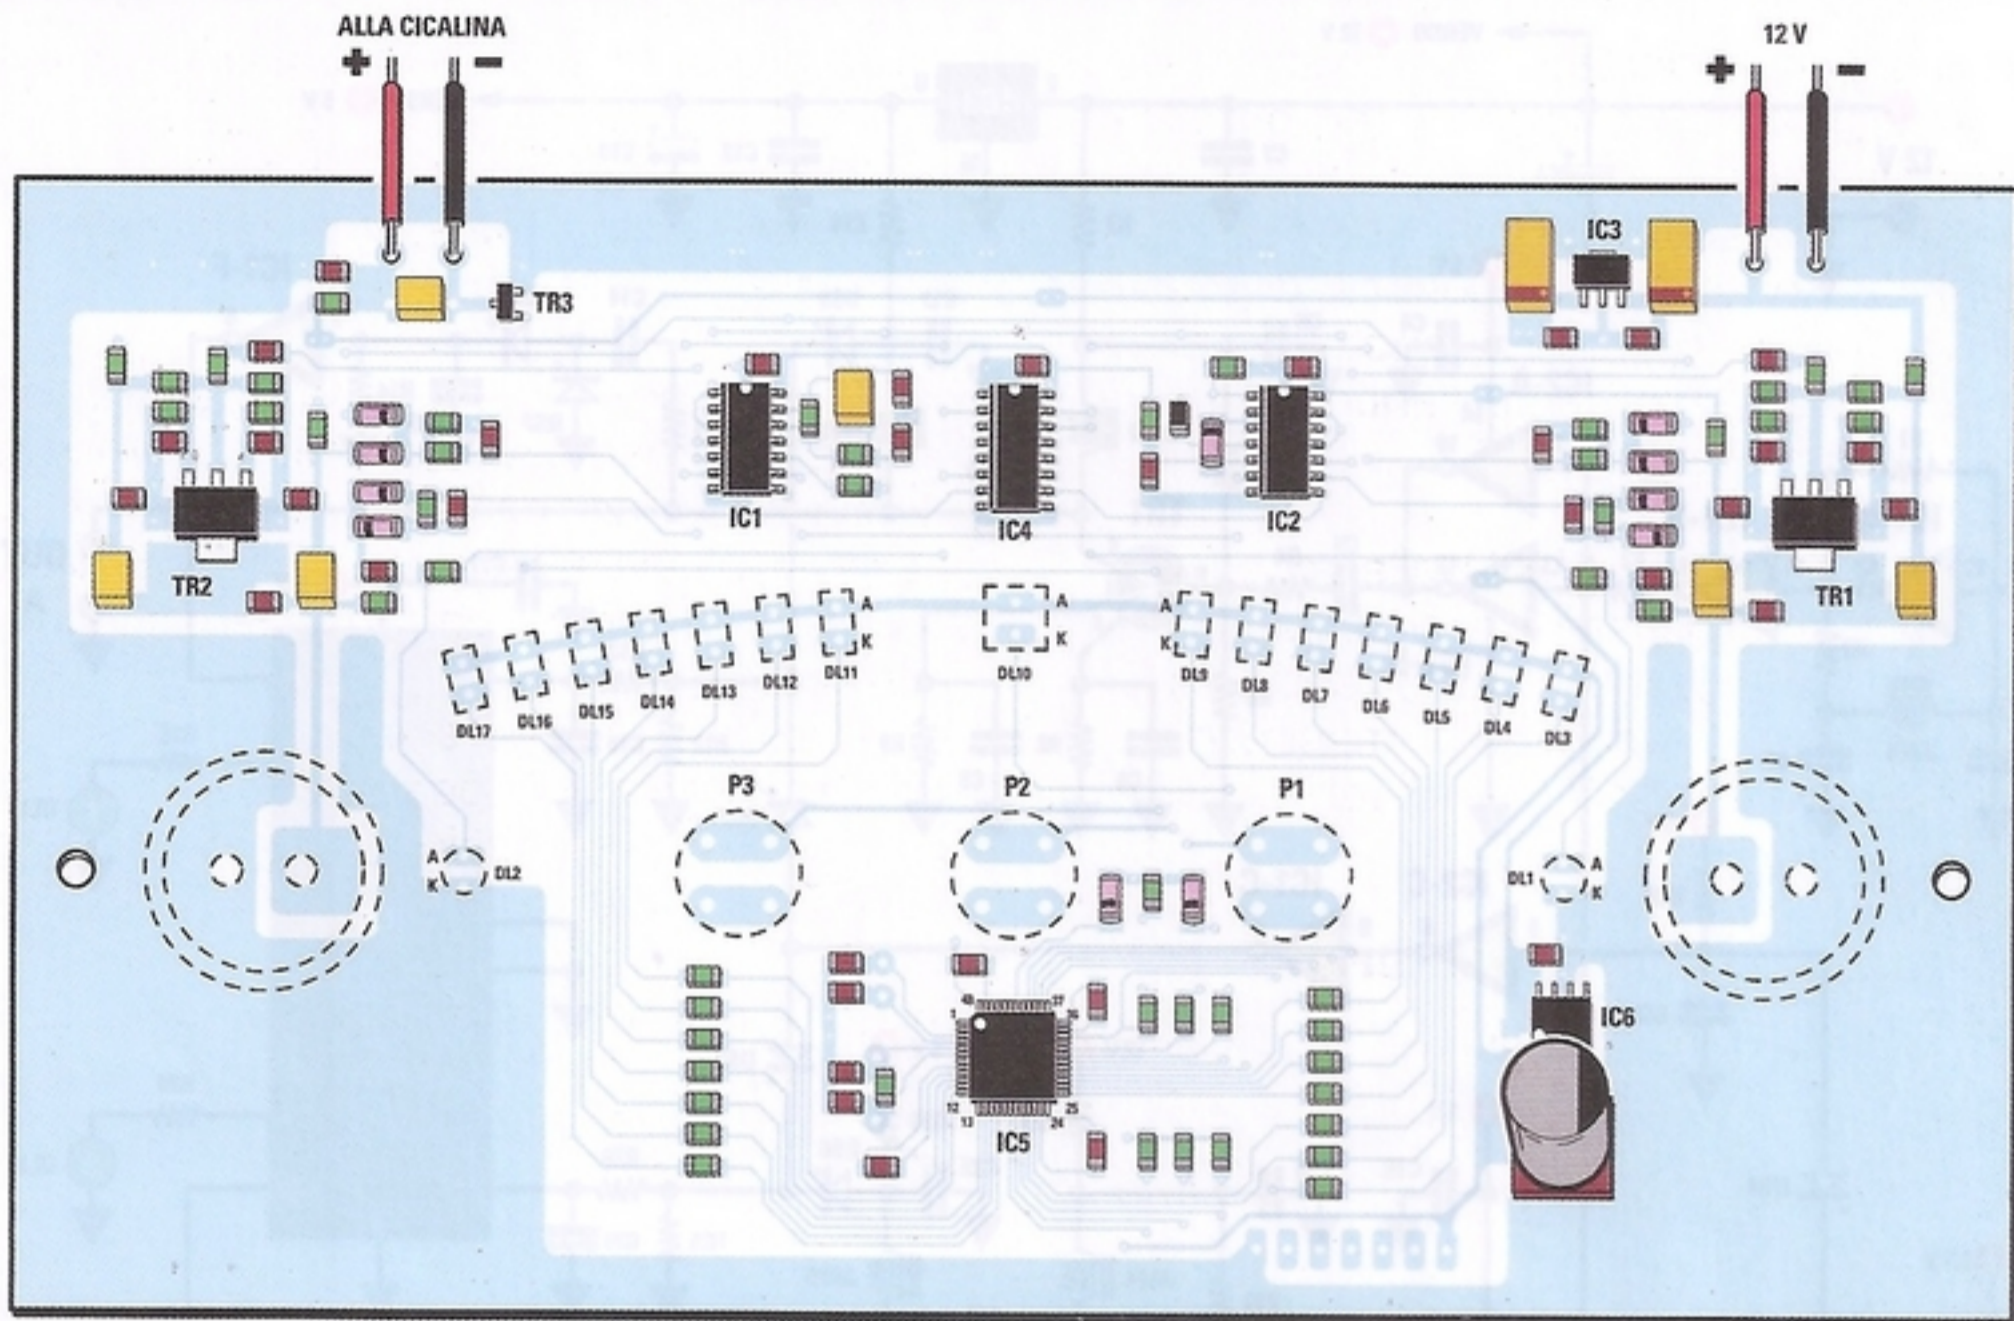 ALLA CICALINA
+ −
12 V
+ −
IC3
TR3
IC1
IC4
IC2
TR2
TR1
A
K
A
K
A
K
DL17
DL16
DL15
DL14
DL13
DL12
DL11
DL10
DL9
DL8
DL7
DL6
DL5
DL4
DL3
P3
P2
P1
A
K
DL2
DL1
A
K
48
37
1
36
12
13
25
24
IC5
IC6